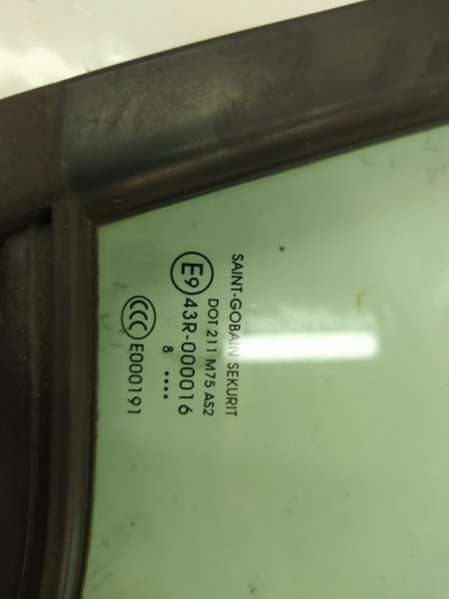 SAINT-GOBAIN SEKURIT
DOT 211 M75 AS2
E9 43R-000016
8 ••••
CCC E000191